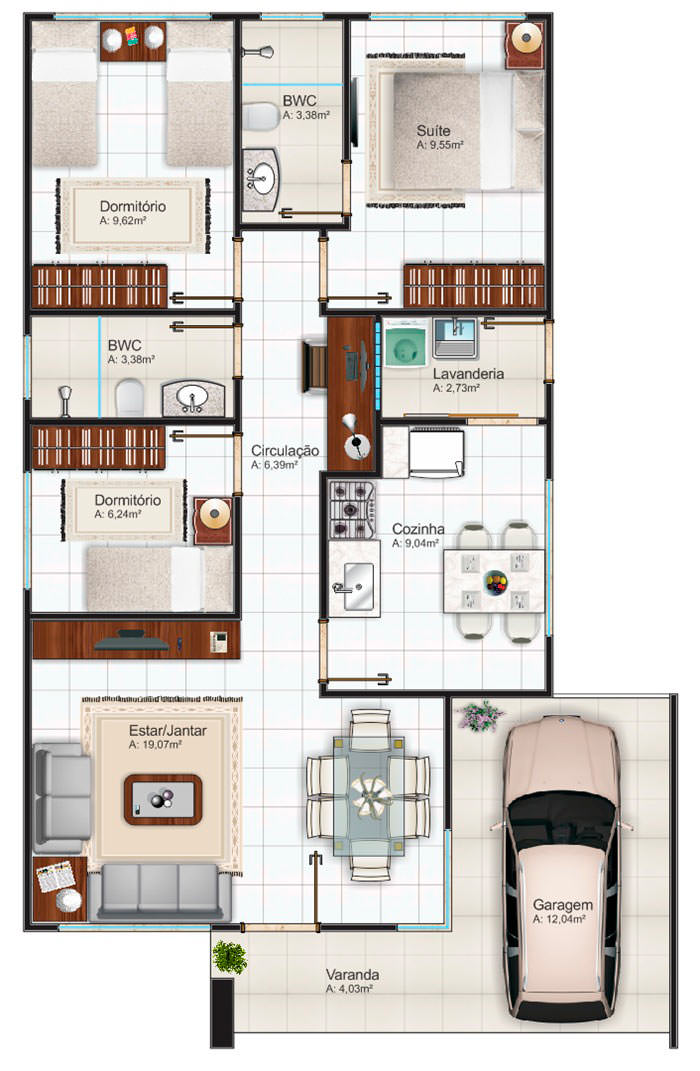 BWC
A: 3,38m²
Suíte
A: 9,55m²
Dormitório
A: 9,62m²
BWC
A: 3,38m²
Lavanderia
A: 2,73m²
Circulação
A: 6,39m²
Dormitório
A: 6,24m²
Cozinha
A: 9,04m²
Estar/Jantar
A: 19,07m²
Garagem
A: 12,04m²
Varanda
A: 4,03m²